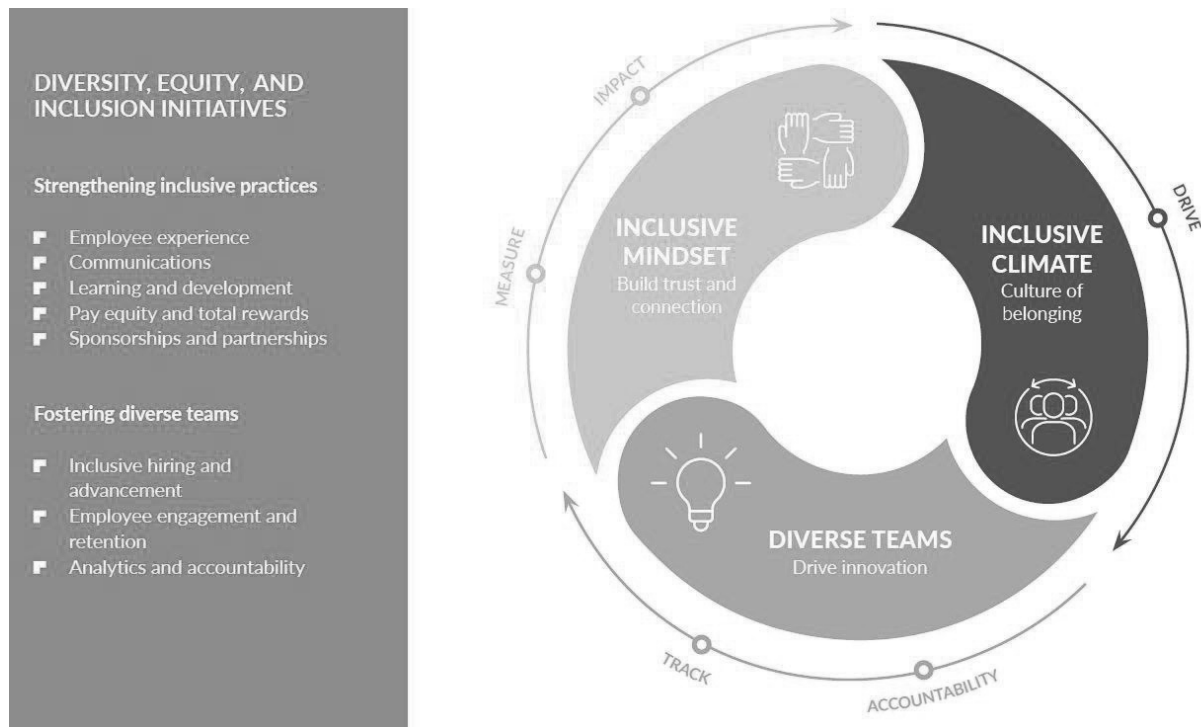 DIVERSITY, EQUITY, AND
INCLUSION INITIATIVES
Strengthening inclusive practices
Employee experience
Communications
Learning and development
Pay equity and total rewards
Sponsorships and partnerships
Fostering diverse teams
Inclusive hiring and
advancement
Employee engagement and
retention
Analytics and accountability
IMPACT
MEASURE
INCLUSIVE
MINDSET
Build trust and
connection
DRIVE
INCLUSIVE
CLIMATE
Culture of
belonging
DIVERSE TEAMS
Drive innovation
TRACK
ACCOUNTABILITY